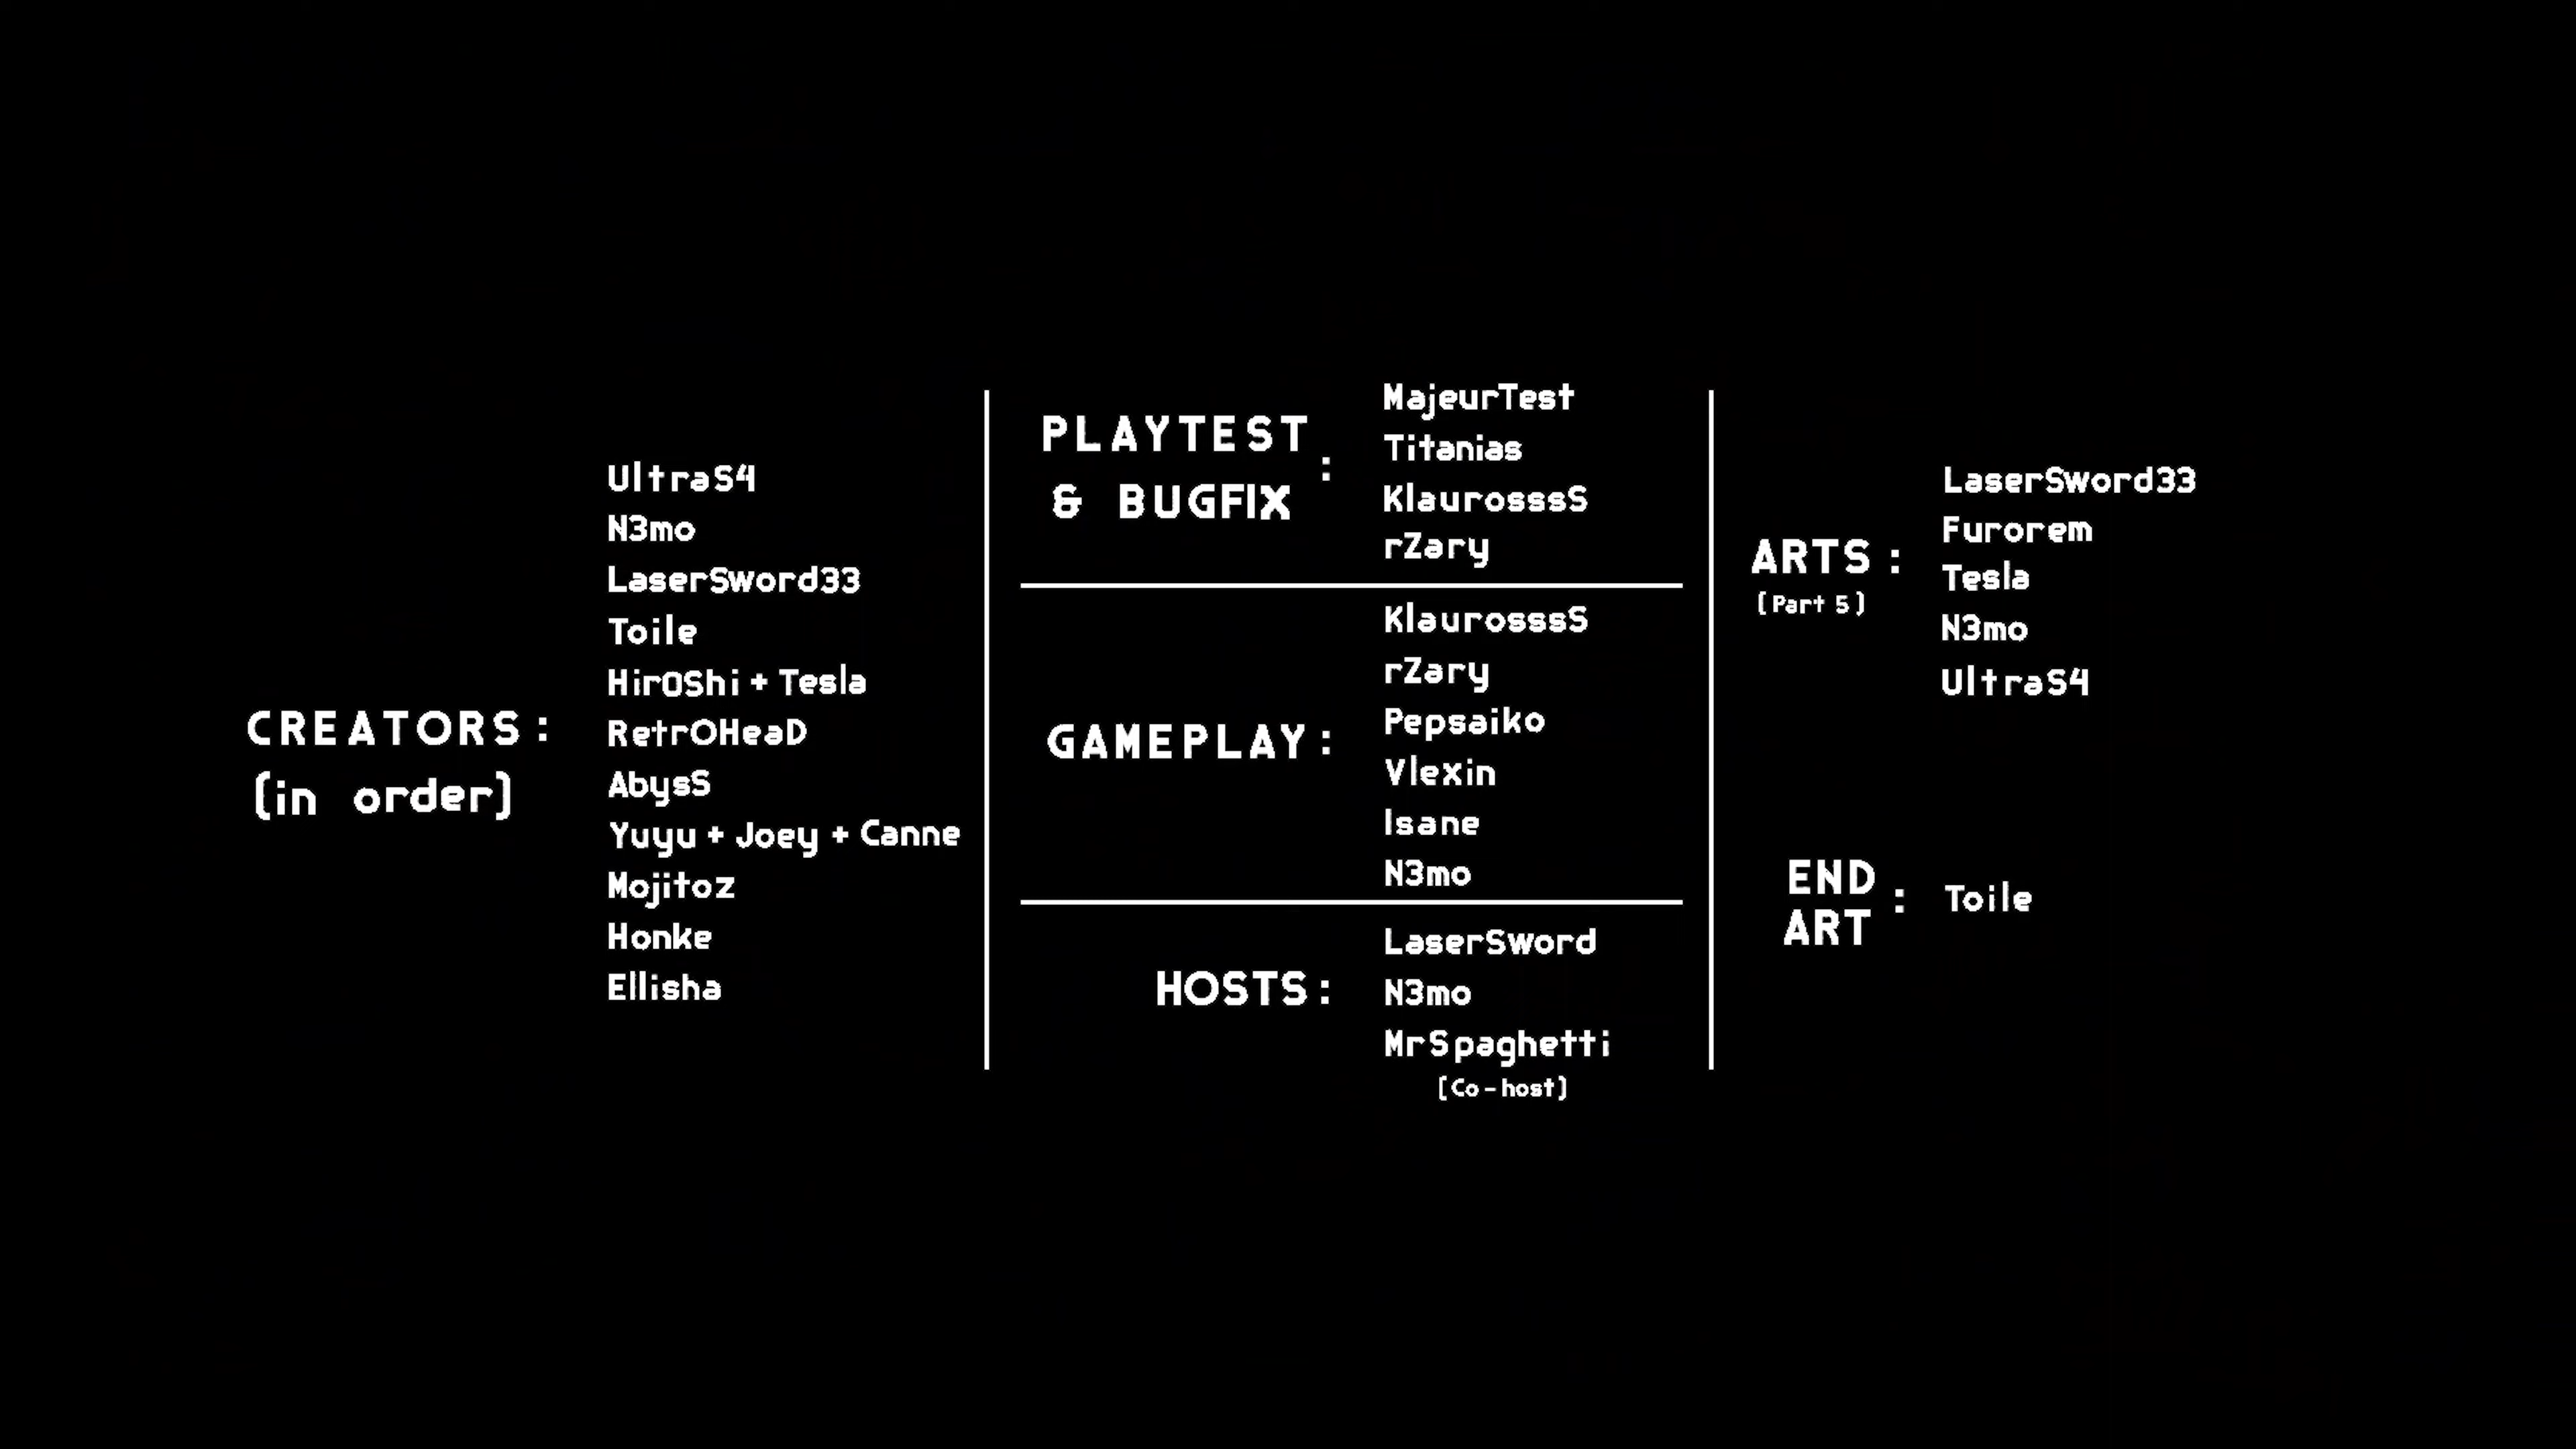 CREATORS:
(in order)
UltraS4
N3mo
LaserSword33
Toile
Hir0Shi + Tesla
Retr0HeaD
AbysS
Yuyu + Joey + Canne
Mojitoz
Honke
Ellisha
PLAYTEST
& BUGFIX :
MajeurTest
Titanias
KlaurosssS
rZary
GAMEPLAY:
KlaurosssS
rZary
Pepsaiko
Vlexin
Isane
N3mo
HOSTS:
LaserSword
N3mo
MrSpaghetti
(Co-host)
ARTS :
(Part 5)
LaserSword33
Furorem
Tesla
N3mo
UltraS4
END
ART :
Toile